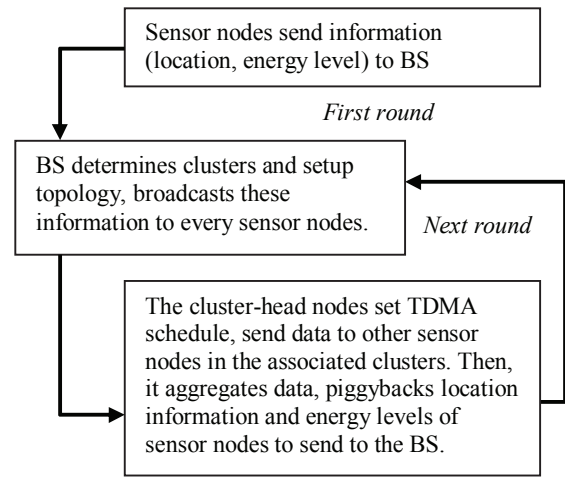 Sensor nodes send information
(location, energy level) to BS
First round
BS determines clusters and setup
topology, broadcasts these
information to every sensor nodes.
Next round
The cluster-head nodes set TDMA
schedule, send data to other sensor
nodes in the associated clusters. Then,
it aggregates data, piggybacks location
information and energy levels of
sensor nodes to send to the BS.